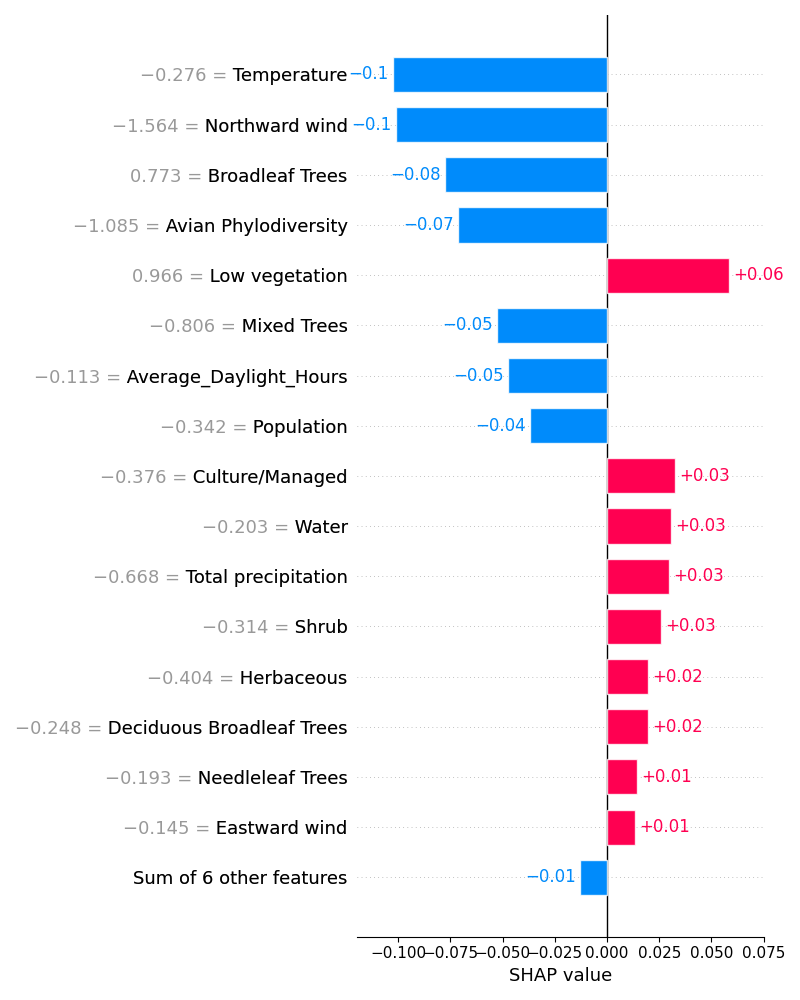 −0.276 = Temperature −0.1
−1.564 = Northward wind −0.1
0.773 = Broadleaf Trees −0.08
−1.085 = Avian Phylodiversity −0.07
0.966 = Low vegetation +0.06
−0.806 = Mixed Trees −0.05
−0.113 = Average_Daylight_Hours −0.05
−0.342 = Population −0.04
−0.376 = Culture/Managed +0.03
−0.203 = Water +0.03
−0.668 = Total precipitation +0.03
−0.314 = Shrub +0.03
−0.404 = Herbaceous +0.02
−0.248 = Deciduous Broadleaf Trees +0.02
−0.193 = Needleleaf Trees +0.01
−0.145 = Eastward wind +0.01
Sum of 6 other features −0.01
−0.100 −0.075 −0.050 −0.025 0.000 0.025 0.050 0.075
SHAP value